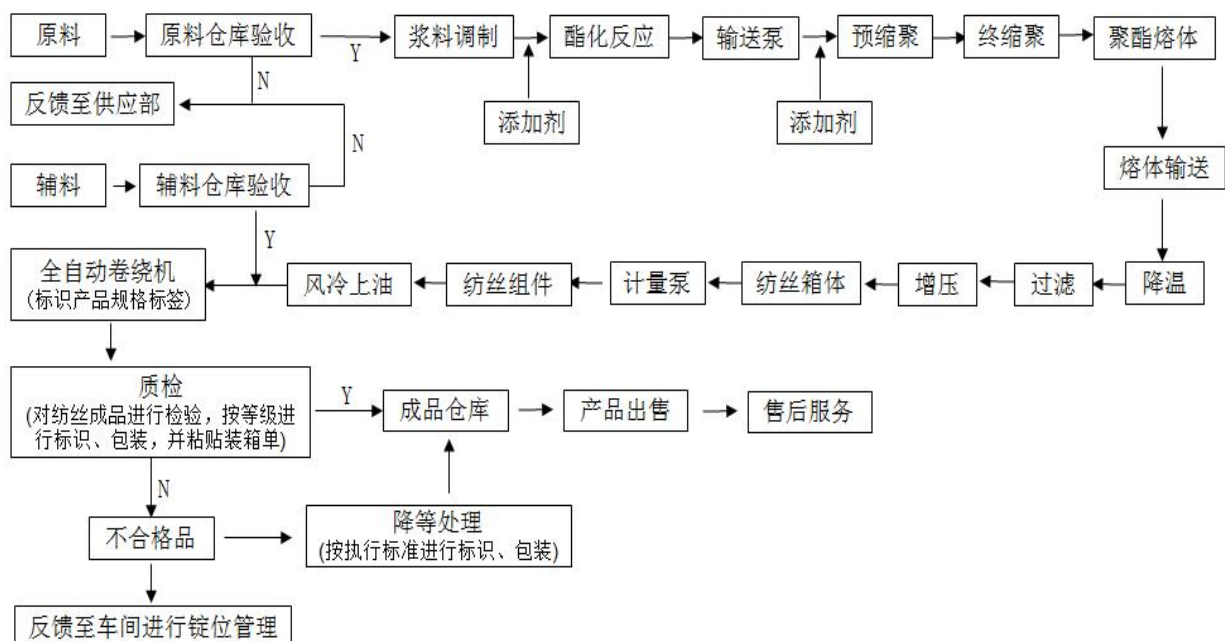 原料
原料仓库验收
Y
浆料调制
酯化反应
输送泵
预缩聚
终缩聚
聚酯熔体
N
反馈至供应部
添加剂
添加剂
N
辅料
辅料仓库验收
熔体输送
Y
全自动卷绕机
(标识产品规格标签)
风冷上油
纺丝组件
计量泵
纺丝箱体
增压
过滤
降温
质检
(对纺丝成品进行检验，按等级进
行标识、包装，并粘贴装箱单)
Y
成品仓库
产品出售
售后服务
N
不合格品
降等处理
(按执行标准进行标识、包装)
反馈至车间进行锭位管理